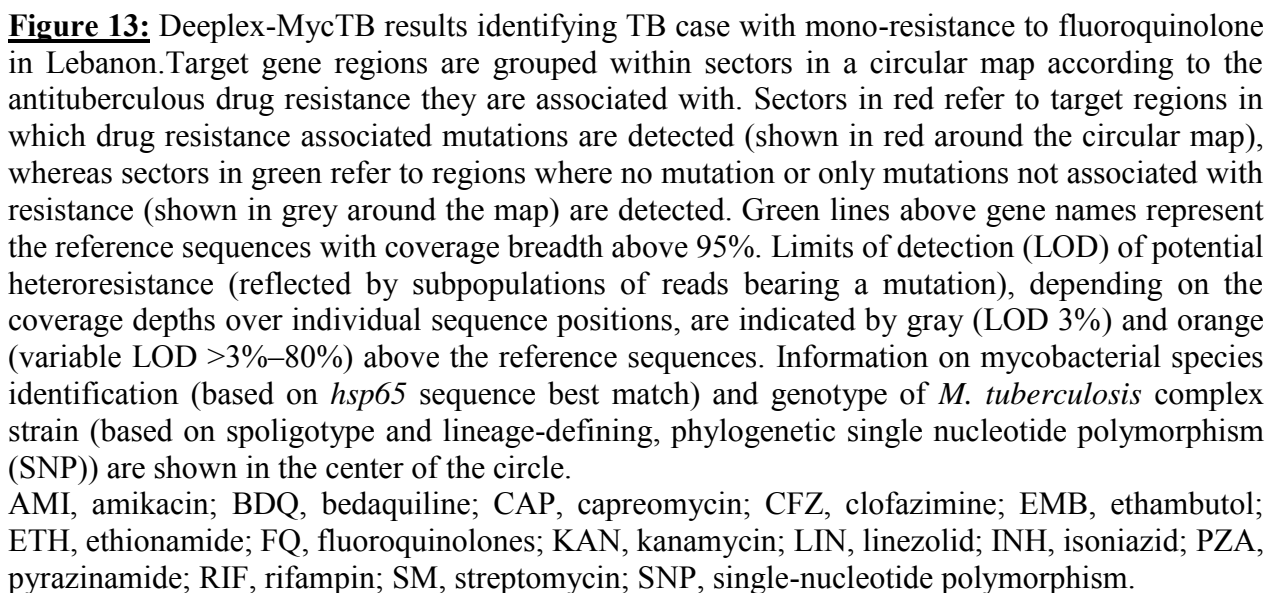 Figure 13: Deeplex-MycTB results identifying TB case with mono-resistance to fluoroquinolone
in Lebanon.Target gene regions are grouped within sectors in a circular map according to the
antituberculous drug resistance they are associated with. Sectors in red refer to target regions in
which drug resistance associated mutations are detected (shown in red around the circular map),
whereas sectors in green refer to regions where no mutation or only mutations not associated with
resistance (shown in grey around the map) are detected. Green lines above gene names represent
the reference sequences with coverage breadth above 95%. Limits of detection (LOD) of potential
heteroresistance (reflected by subpopulations of reads bearing a mutation), depending on the
coverage depths over individual sequence positions, are indicated by gray (LOD 3%) and orange
(variable LOD >3%–80%) above the reference sequences. Information on mycobacterial species
identification (based on hsp65 sequence best match) and genotype of M. tuberculosis complex
strain (based on spoligotype and lineage-defining, phylogenetic single nucleotide polymorphism
(SNP)) are shown in the center of the circle.
AMI, amikacin; BDQ, bedaquiline; CAP, capreomycin; CFZ, clofazimine; EMB, ethambutol;
ETH, ethionamide; FQ, fluoroquinolones; KAN, kanamycin; LIN, linezolid; INH, isoniazid; PZA,
pyrazinamide; RIF, rifampin; SM, streptomycin; SNP, single-nucleotide polymorphism.